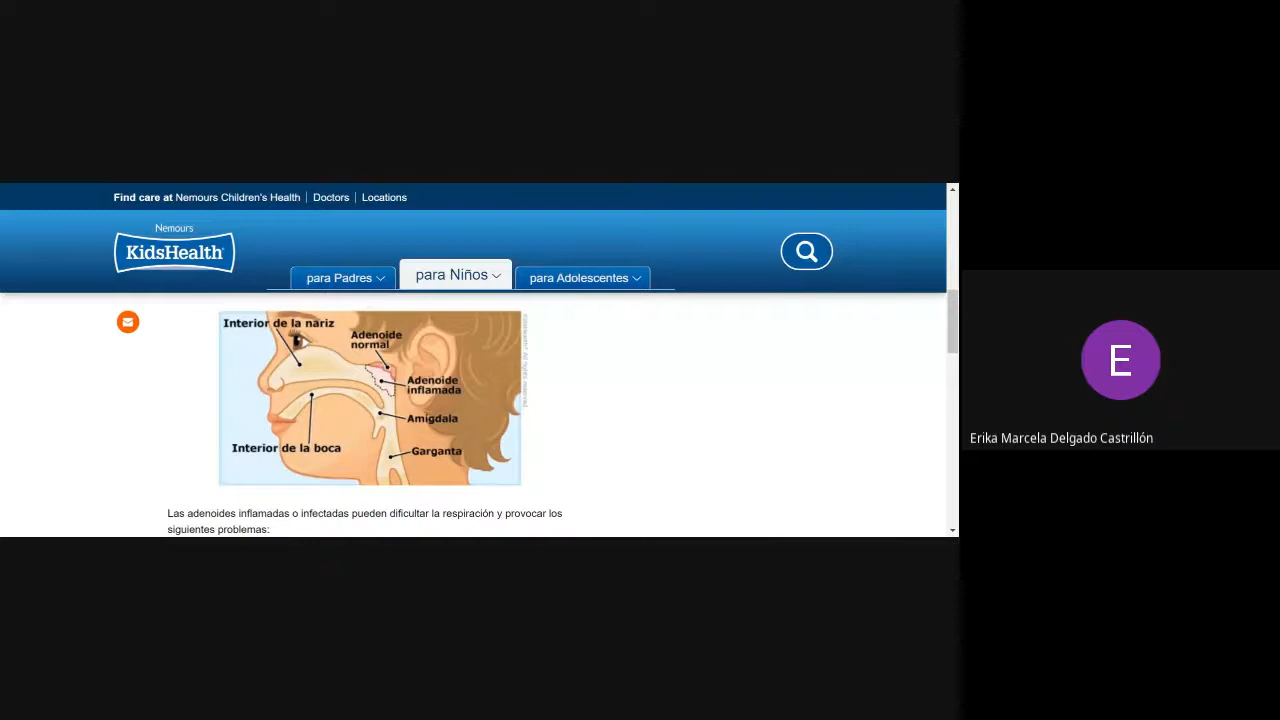 Find care at Nemours Children's Health | Doctors | Locations
Nemours
KidsHealth
para Padres
para Niños
para Adolescentes
Interior de la nariz
Adenoide
normal
Adenoide
inflamada
Amigdala
Interior de la boca
Garganta
Las adenoides inflamadas o infectadas pueden dificultar la respiración y provocar los
siguientes problemas:
E
Erika Marcela Delgado Castrillón